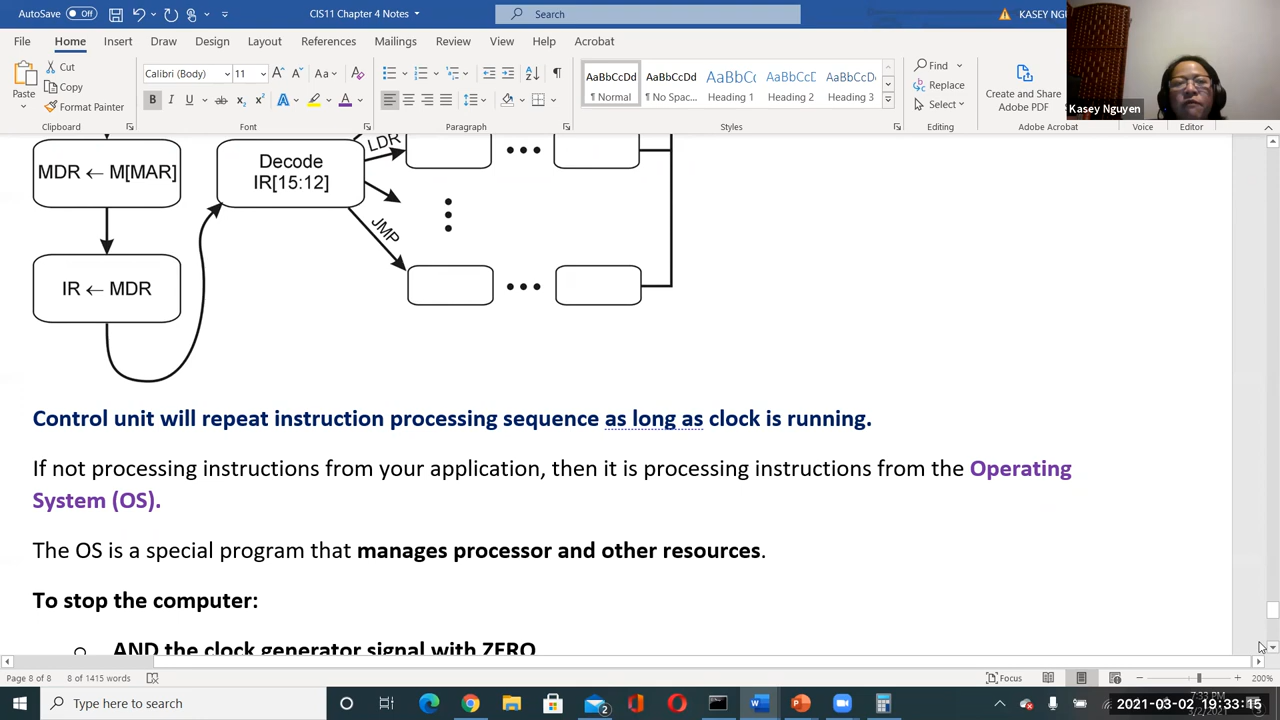 AutoSave Off CIS11 Chapter 4 Notes Search KASEY NGU
File Home Insert Draw Design Layout References Mailings Review View Help Acrobat
Paste Cut Copy Format Painter
Calibri (Body) 11
AaBbCcDd AaBbCcDd AaBbCc AaBbCcD AaBbCcD
¶ Normal ¶ No Spac... Heading 1 Heading 2 Heading 3
Find Replace Select
Create and Share Adobe PDF
Kasey Nguyen
Clipboard Font Paragraph Styles Editing Adobe Acrobat Voice Editor
MDR ← M[MAR]
Decode
IR[15:12]
LDR
JMP
IR ← MDR
Control unit will repeat instruction processing sequence as long as clock is running.
If not processing instructions from your application, then it is processing instructions from the Operating
System (OS).
The OS is a special program that manages processor and other resources.
To stop the computer:
o AND the clock generator signal with ZERO
Page 8 of 8 8 of 1415 words Focus 200%
Type here to search
7:33 PM
2021-03-02 19:33:15